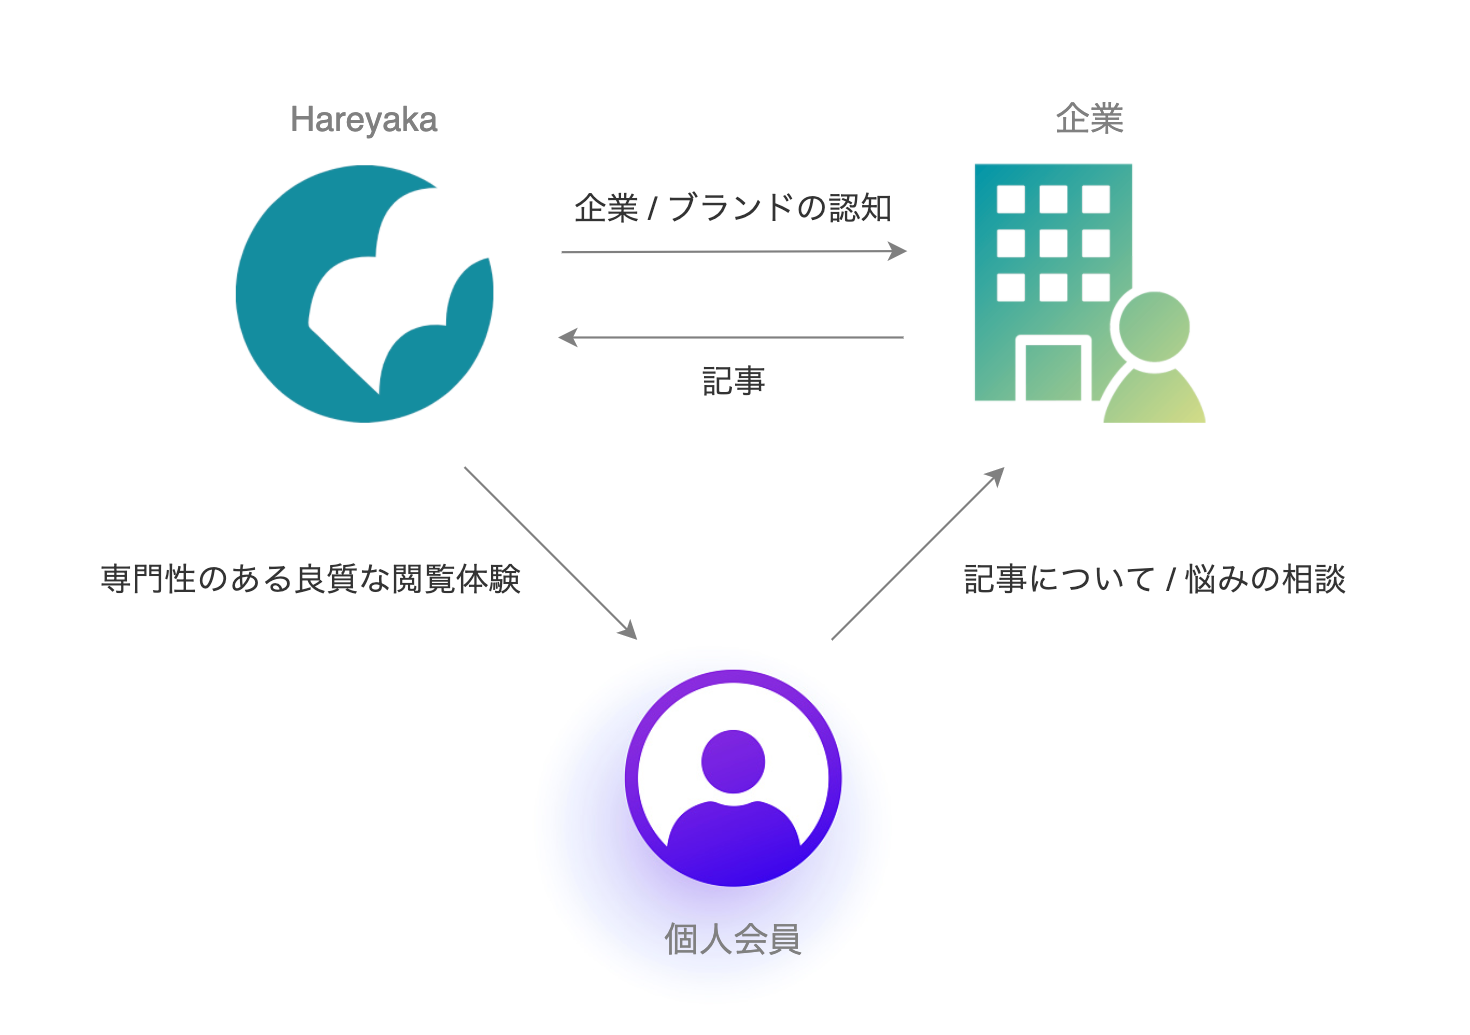 Hareyaka
企業
企業 / ブランドの認知
記事
専門性のある良質な閲覧体験
記事について / 悩みの相談
個人会員